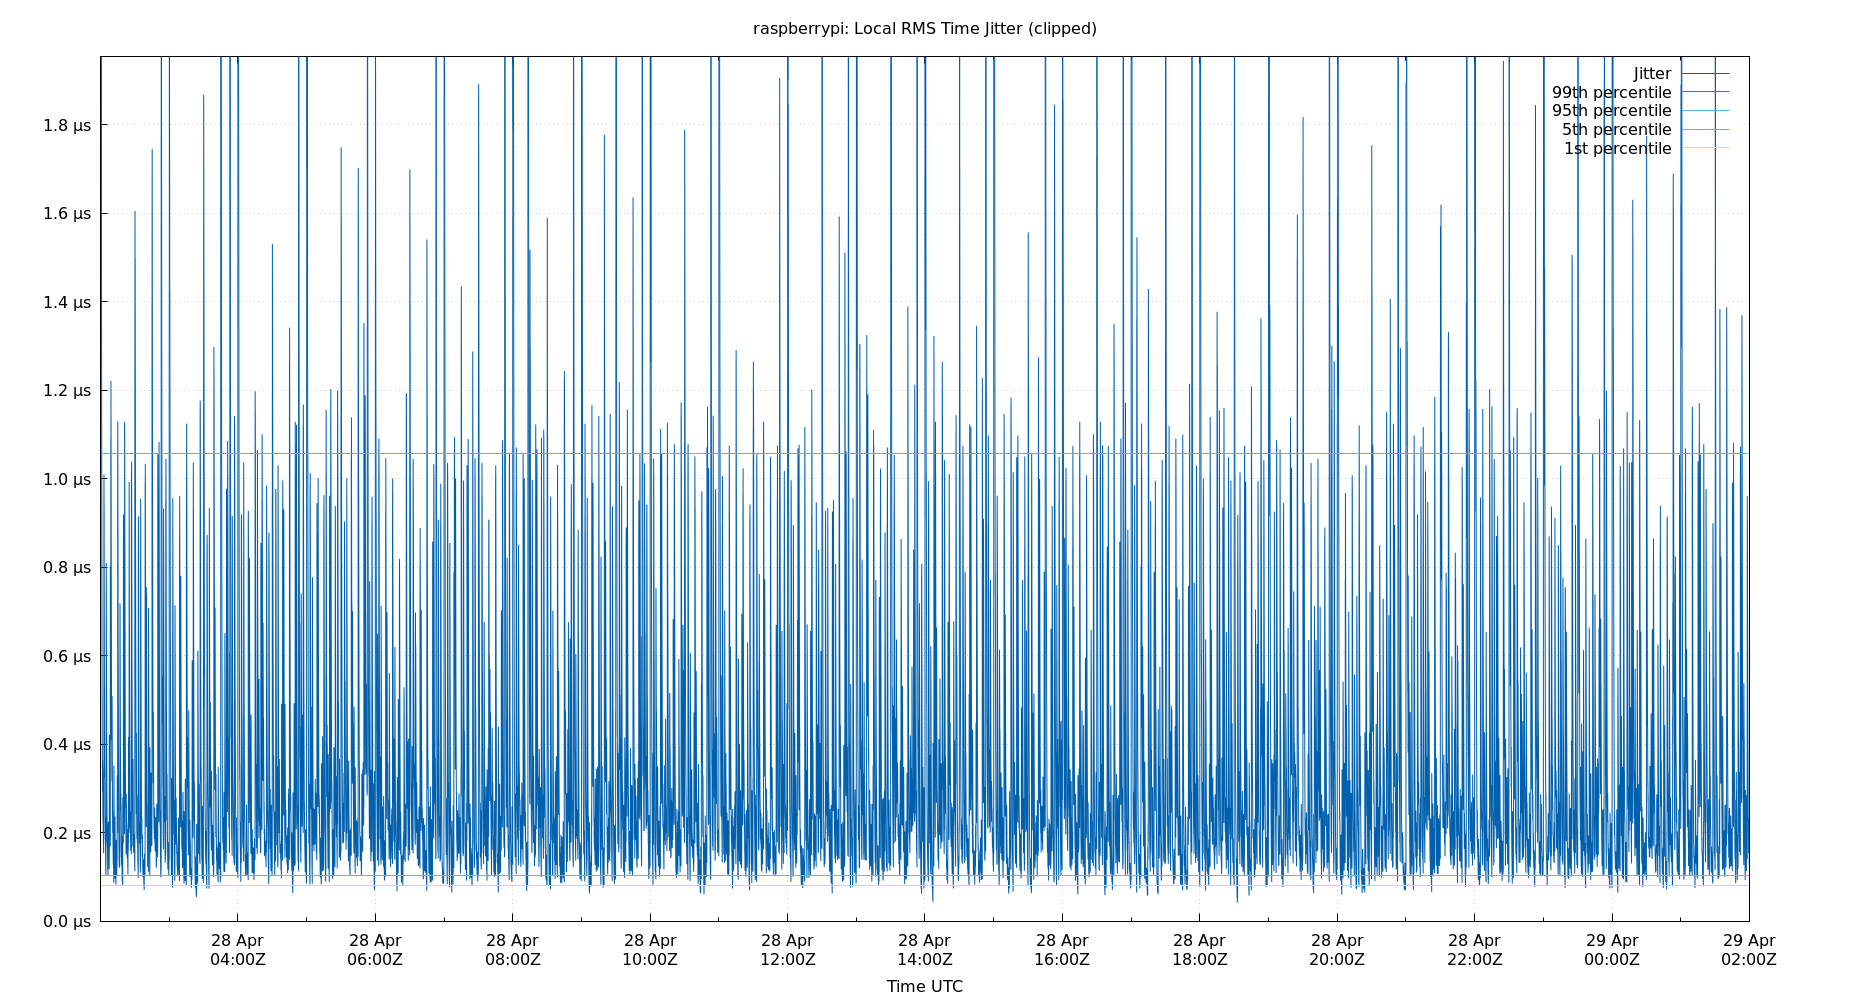 raspberrypi: Local RMS Time Jitter (clipped)
Jitter
99th percentile
95th percentile
5th percentile
1st percentile
1.8 µs
1.6 µs
1.4 µs
1.2 µs
1.0 µs
0.8 µs
0.6 µs
0.4 µs
0.2 µs
0.0 µs
28 Apr 28 Apr 28 Apr 28 Apr 28 Apr 28 Apr 28 Apr 28 Apr 28 Apr 28 Apr 29 Apr 29 Apr
04:00Z 06:00Z 08:00Z 10:00Z 12:00Z 14:00Z 16:00Z 18:00Z 20:00Z 22:00Z 00:00Z 02:00Z
Time UTC